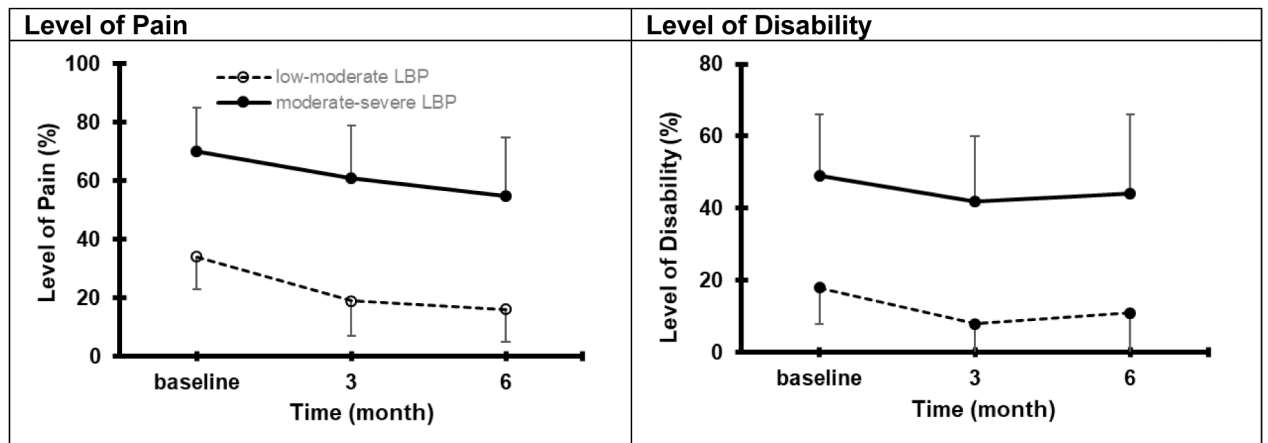 Level of Pain
Level of Pain (%)
100
80
60
40
20
0
low-moderate LBP
moderate-severe LBP
baseline 3 6
Time (month)
Level of Disability
Level of Disability (%)
80
60
40
20
0
baseline 3 6
Time (month)